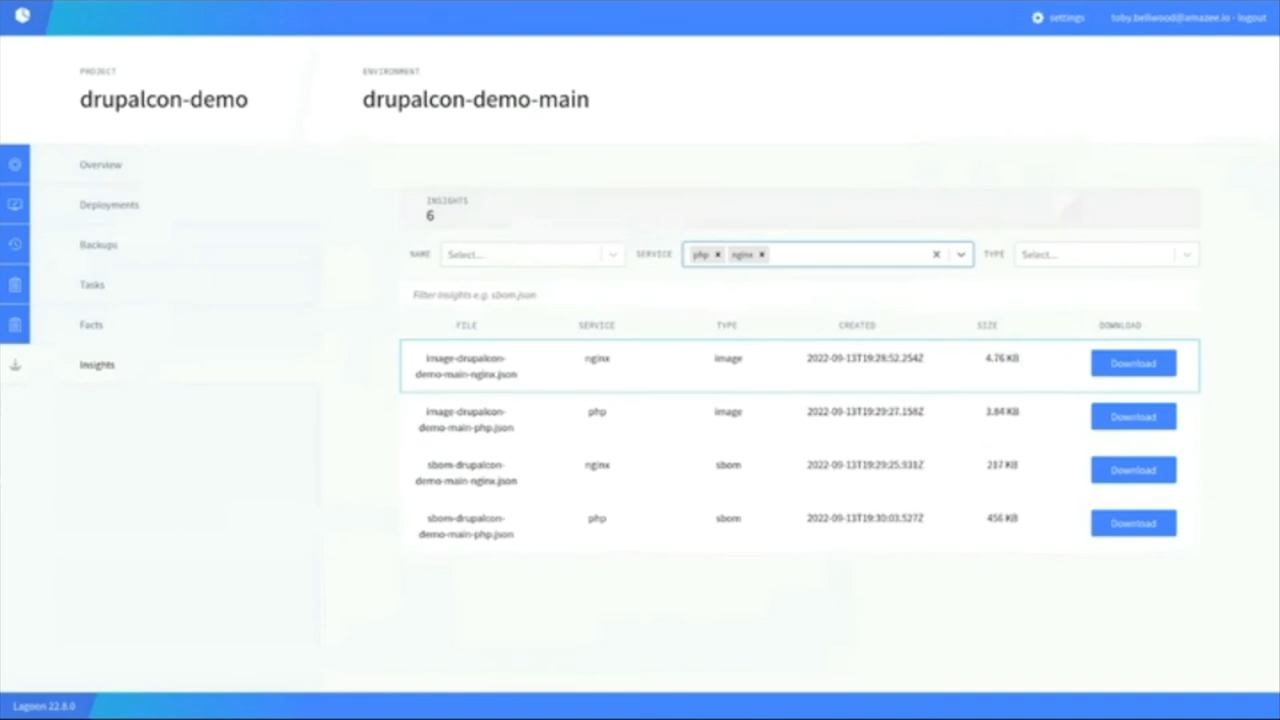 settings
toby.bellwood@amazee.io - logout
PROJECT
drupalcon-demo
ENVIRONMENT
drupalcon-demo-main
Overview
Deployments
Backups
Tasks
Facts
Insights
INSIGHTS
6
NAME Select... SERVICE php × nginx × TYPE Select...
Filter insights e.g. sbom.json
FILE SERVICE TYPE CREATED SIZE DOWNLOAD
image-drupalcon-
demo-main-nginx.json nginx image 2022-09-13T19:28:52.254Z 4.76 KB Download
image-drupalcon-
demo-main-php.json php image 2022-09-13T19:29:27.158Z 3.84 KB Download
sbom-drupalcon-
demo-main-nginx.json nginx sbom 2022-09-13T19:29:25.931Z 217 KB Download
sbom-drupalcon-
demo-main-php.json php sbom 2022-09-13T19:30:03.527Z 456 KB Download
Lagoon 22.8.0